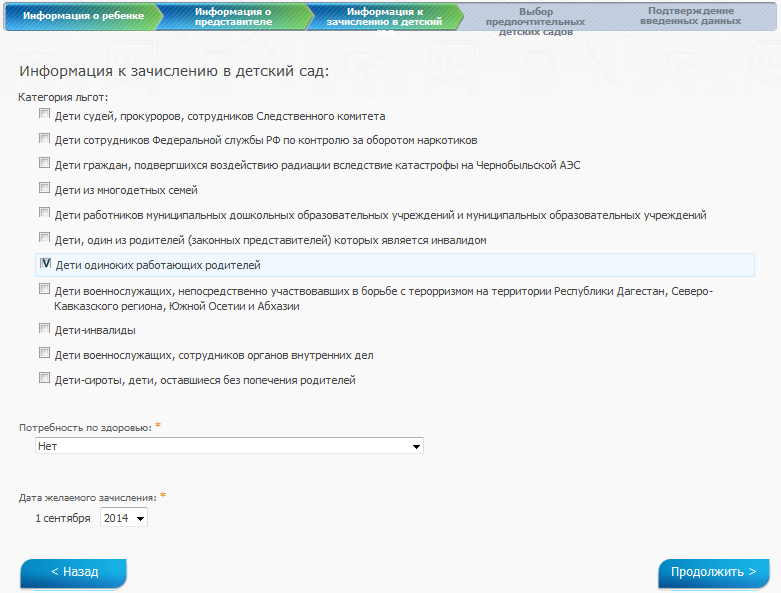 Информация о ребенке
Информация о
представителе
Информация к
зачислению в детский
сад
Выбор
предпочтительных
детских садов
Подтверждение
введенных данных
Информация к зачислению в детский сад:
Категория льгот:
Дети судей, прокуроров, сотрудников Следственного комитета
Дети сотрудников Федеральной службы РФ по контролю за оборотом наркотиков
Дети граждан, подвергшихся воздействию радиации вследствие катастрофы на Чернобыльской АЭС
Дети из многодетных семей
Дети работников муниципальных дошкольных образовательных учреждений и муниципальных образовательных учреждений
Дети, один из родителей (законных представителей) которых является инвалидом
V Дети одиноких работающих родителей
Дети военнослужащих, непосредственно участвовавших в борьбе с терроризмом на территории Республики Дагестан, Северо-
Кавказского региона, Южной Осетии и Абхазии
Дети-инвалиды
Дети военнослужащих, сотрудников органов внутренних дел
Дети-сироты, дети, оставшиеся без попечения родителей
Потребность по здоровью: *
Нет
Дата желаемого зачисления: *
1 сентября 2014
< Назад
Продолжить >